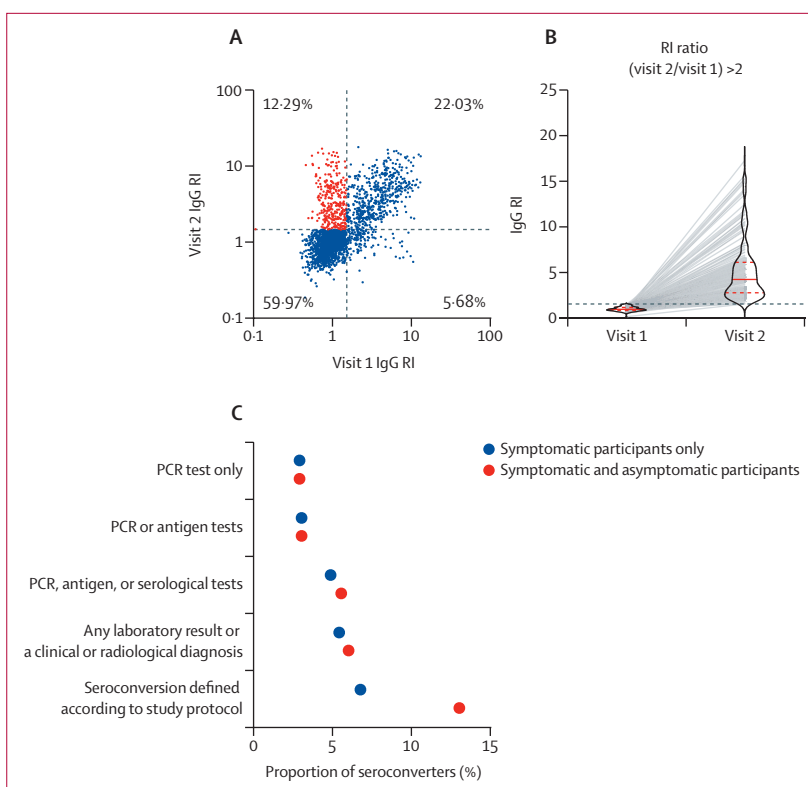 A
100
10
1
0·1
Visit 2 IgG RI
12·29%
22·03%
59·97%
5·68%
0·1
1
10
100
Visit 1 IgG RI
B
RI ratio
(visit 2/visit 1) >2
25
20
15
10
5
0
IgG RI
Visit 1
Visit 2
C
PCR test only
PCR or antigen tests
PCR, antigen, or serological tests
Any laboratory result or
a clinical or radiological diagnosis
Seroconversion defined
according to study protocol
0
5
10
15
Proportion of seroconverters (%)
Symptomatic participants only
Symptomatic and asymptomatic participants